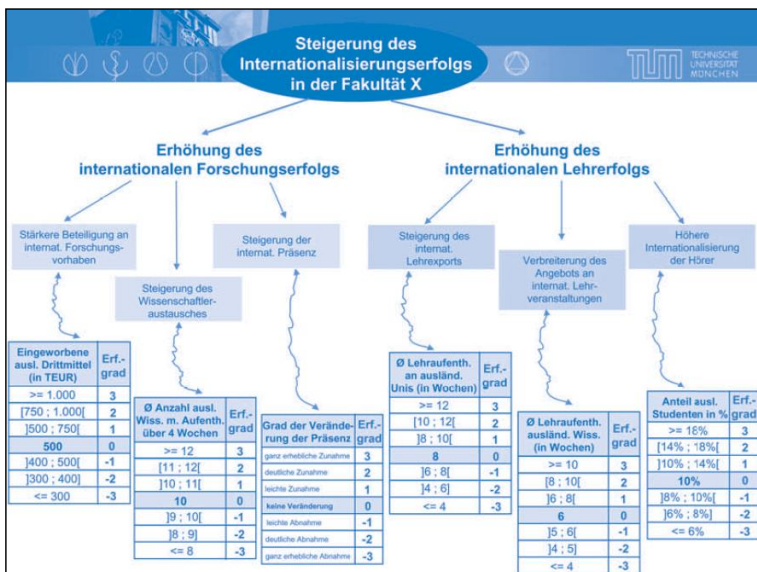 Steigerung des
Internationalisierungserfolgs
in der Fakultät X
TUM
TECHNISCHE
UNIVERSITÄT
MÜNCHEN
Erhöhung des
internationalen Forschungserfolgs
Erhöhung des
internationalen Lehrerfolgs
Stärkere Beteiligung an
internat. Forschungs-
vorhaben
Steigerung des
Wissenschaftler-
austausches
Steigerung der
internat. Präsenz
Steigerung des
internat.
Lehrexports
Verbreiterung des
Angebots an
internat. Lehr-
veranstaltungen
Höhere
Internationalisierung
der Hörer
Eingeworbene
ausl. Drittmittel
(in TEUR)
Erf.-
grad
>= 1.000 3
[750 ; 1.000[ 2
]500 ; 750[ 1
500 0
]400 ; 500[ -1
]300 ; 400] -2
<= 300 -3
Ø Anzahl ausl.
Wiss. m. Aufenth.
über 4 Wochen
Erf.-
grad
>= 12 3
[11 ; 12[ 2
]10 ; 11[ 1
10 0
]9 ; 10[ -1
]8 ; 9] -2
<= 8 -3
Grad der Verände-
rung der Präsenz
Erf.-
grad
ganz erhebliche Zunahme 3
deutliche Zunahme 2
leichte Zunahme 1
keine Veränderung 0
leichte Abnahme -1
deutliche Abnahme -2
ganz erhebliche Abnahme -3
Ø Lehraufenth.
an ausländ.
Unis (in Wochen)
Erf.-
grad
>= 12 3
[10 ; 12[ 2
]8 ; 10[ 1
8 0
]6 ; 8[ -1
]4 ; 6] -2
<= 4 -3
Ø Lehraufenth.
ausländ. Wiss.
(in Wochen)
Erf.-
grad
>= 10 3
[8 ; 10[ 2
]6 ; 8[ 1
6 0
]5 ; 6[ -1
]4 ; 5] -2
<= 4 -3
Anteil ausl.
Studenten in %
Erf.-
grad
>= 18% 3
[14% ; 18%[ 2
]10% ; 14%[ 1
10% 0
]8% ; 10%[ -1
]6% ; 8%] -2
<= 6% -3